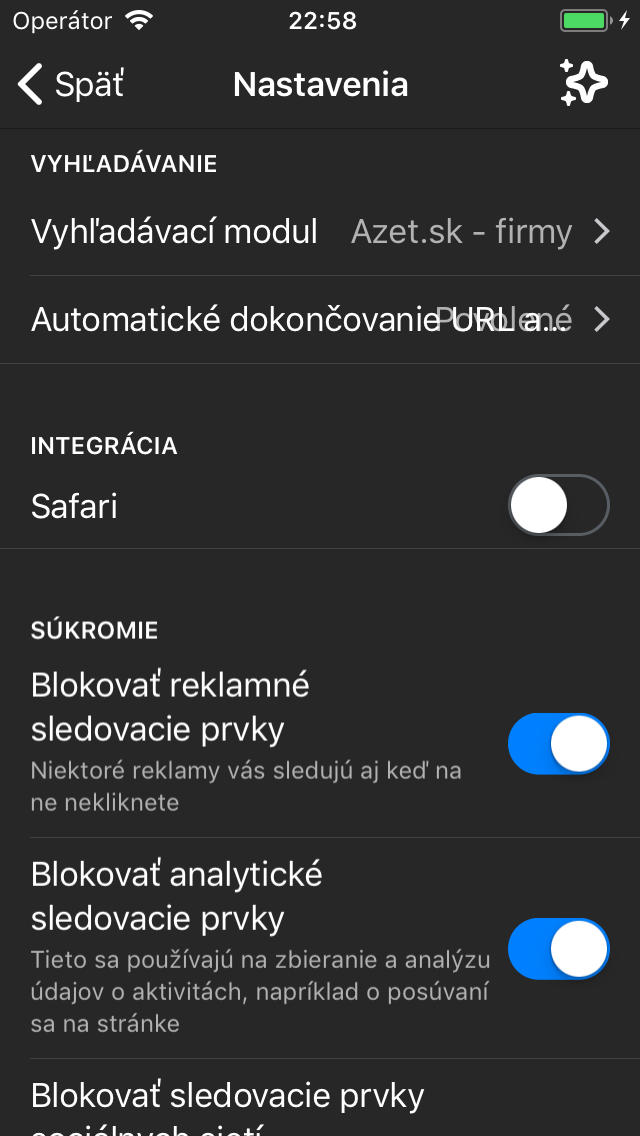 Operátor 22:58
Späť Nastavenia
VYHĽADÁVANIE
Vyhľadávací modul Azet.sk - firmy
Automatické dokončovanie URL a... Povolené
INTEGRÁCIA
Safari
SÚKROMIE
Blokovať reklamné
sledovacie prvky
Niektoré reklamy vás sledujú aj keď na
ne nekliknete
Blokovať analytické
sledovacie prvky
Tieto sa používajú na zbieranie a analýzu
údajov o aktivitách, napríklad o posúvaní
sa na stránke
Blokovať sledovacie prvky
sociálnych sietí